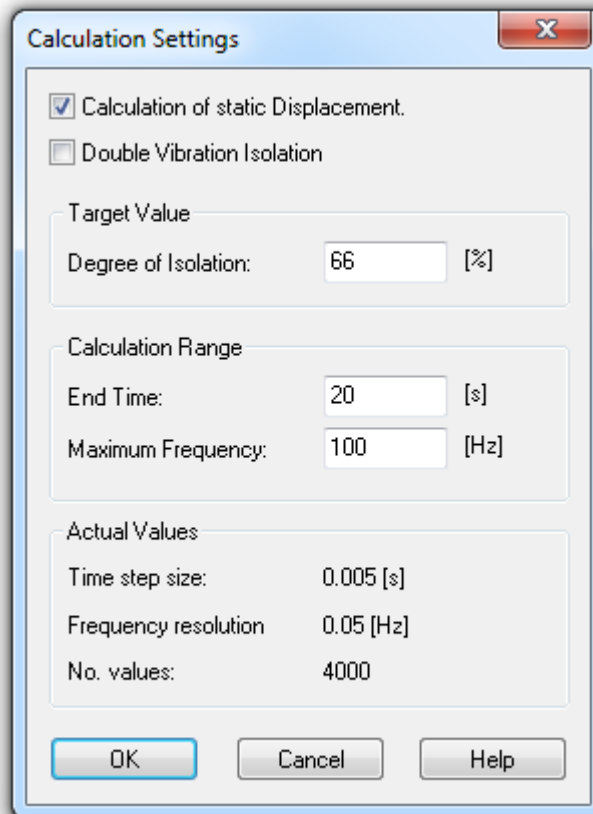 Calculation Settings
Calculation of static Displacement.
Double Vibration Isolation
Target Value
Degree of Isolation: 66 [%]
Calculation Range
End Time: 20 [s]
Maximum Frequency: 100 [Hz]
Actual Values
Time step size: 0.005 [s]
Frequency resolution 0.05 [Hz]
No. values: 4000
OK Cancel Help